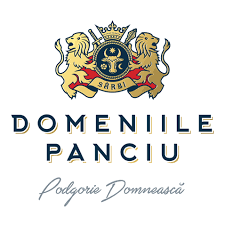 SÂRBI
DOMENIILE
PANCIU
Podgorie Domnească